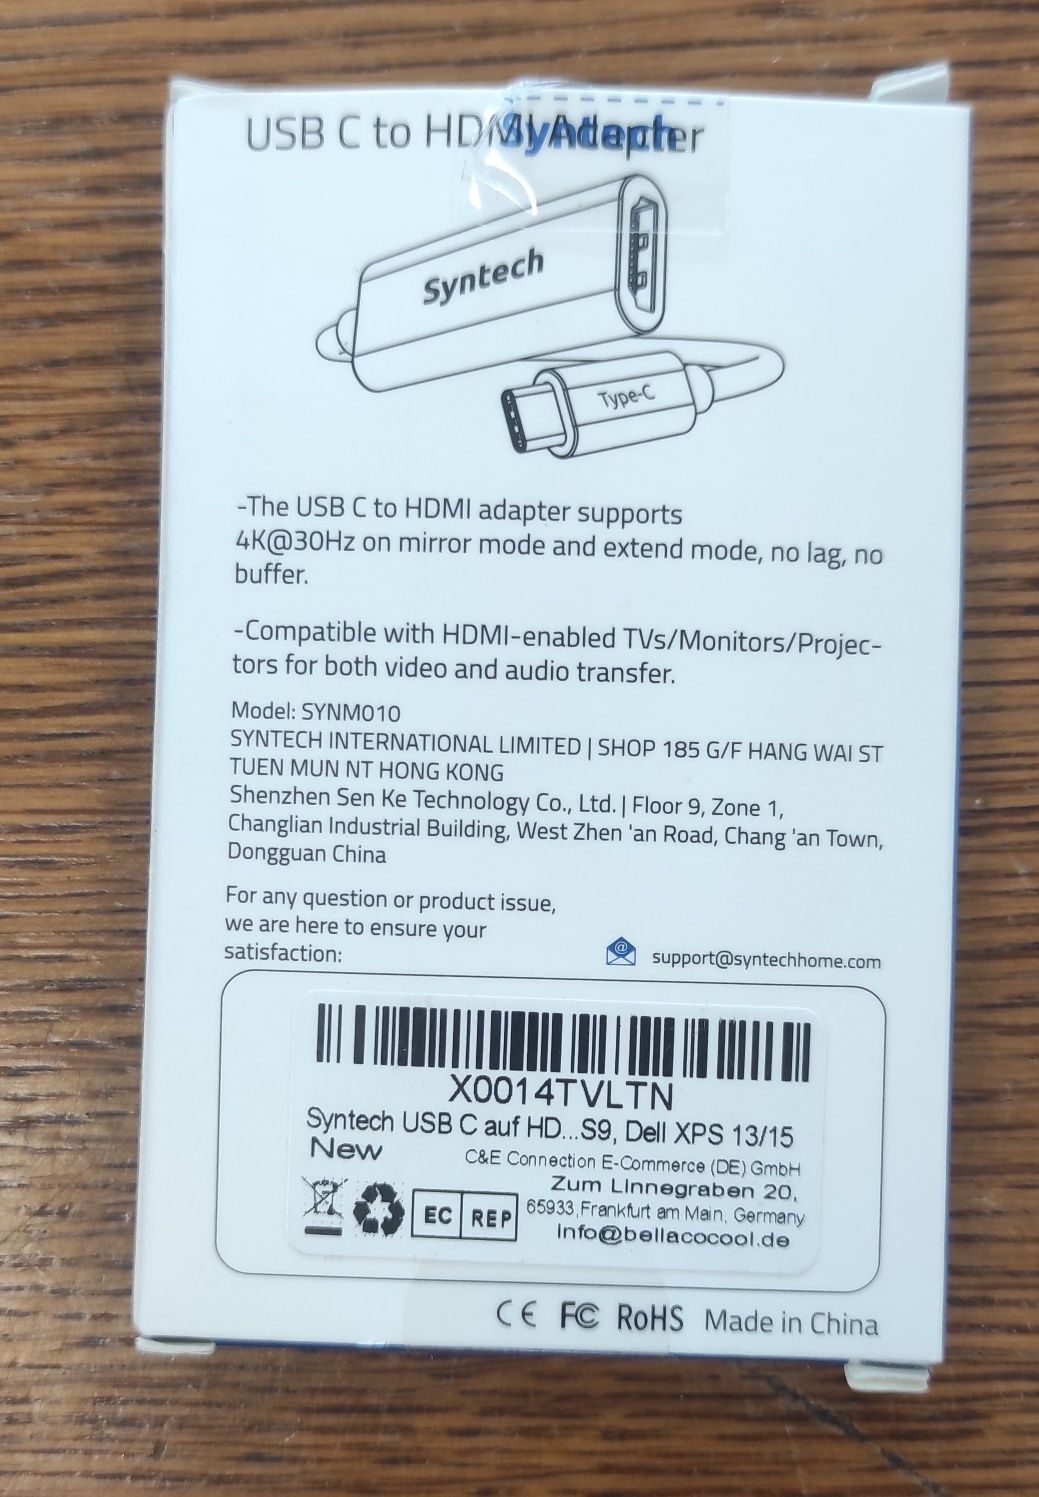 USB C to HDMI Adapter
Syntech
Syntech
Type-C
-The USB C to HDMI adapter supports
4K@30Hz on mirror mode and extend mode, no lag, no
buffer.
-Compatible with HDMI-enabled TVs/Monitors/Projec-
tors for both video and audio transfer.
Model: SYNM010
SYNTECH INTERNATIONAL LIMITED | SHOP 185 G/F HANG WAI ST
TUEN MUN NT HONG KONG
Shenzhen Sen Ke Technology Co., Ltd. | Floor 9, Zone 1,
Changlian Industrial Building, West Zhen 'an Road, Chang 'an Town,
Dongguan China
For any question or product issue,
we are here to ensure your
satisfaction:
support@syntechhome.com
X0014TVLTN
Syntech USB C auf HD...S9, Dell XPS 13/15
New
C&E Connection E-Commerce (DE) GmbH
Zum Linnegraben 20,
65933,Frankfurt am Main, Germany
info@bellacocool.de
EC REP
CE FC RoHS Made in China